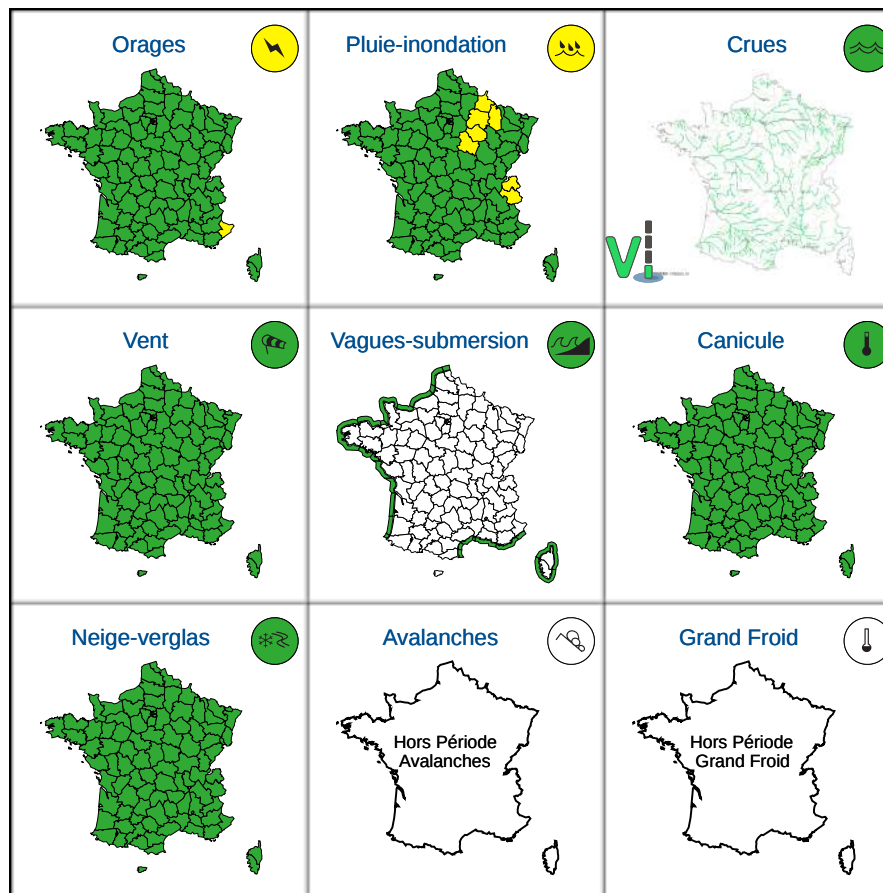 Orages
Pluie-inondation
Crues
Vent
Vagues-submersion
Canicule
Neige-verglas
Avalanches
Grand Froid
Hors Période
Avalanches
Hors Période
Grand Froid